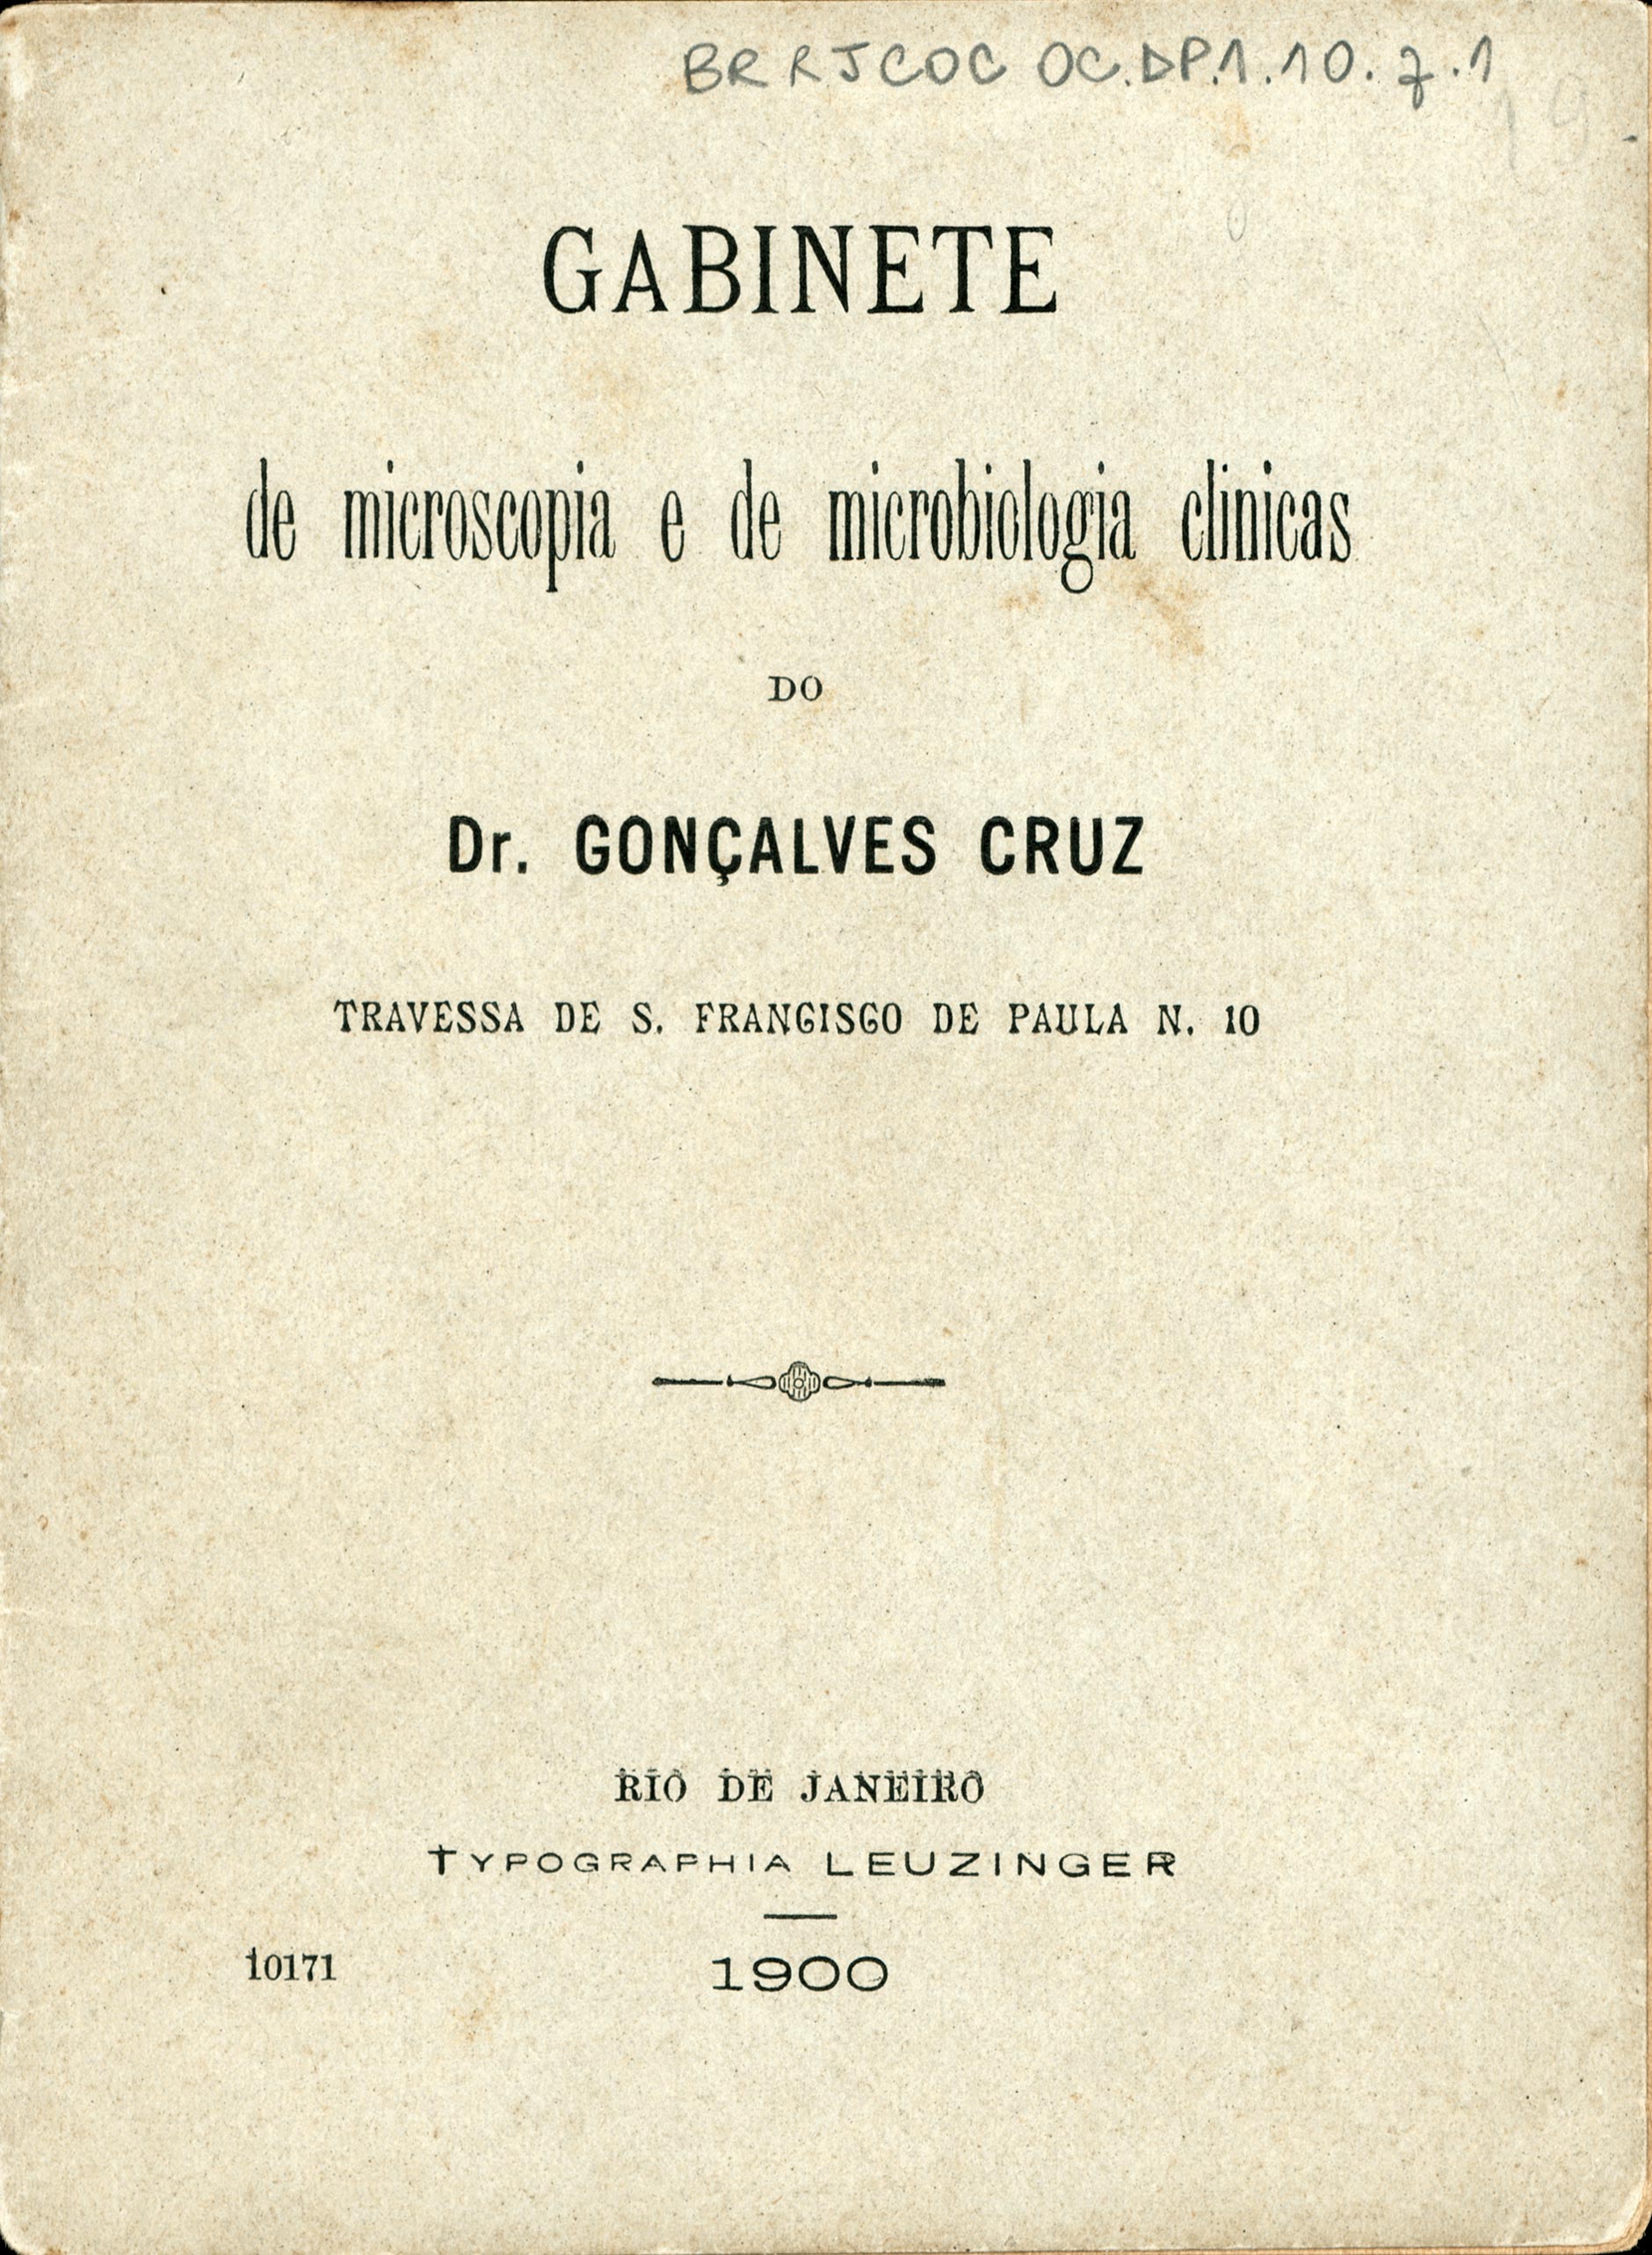 BR RJCOC OC.DP.1.10.7.1
19
GABINETE
de microscopia e de microbiologia clinicas
DO
Dr. GONÇALVES CRUZ
TRAVESSA DE S. FRANCISCO DE PAULA N. 10
RIO DE JANEIRO
TYPOGRAPHIA LEUZINGER
10171
1900